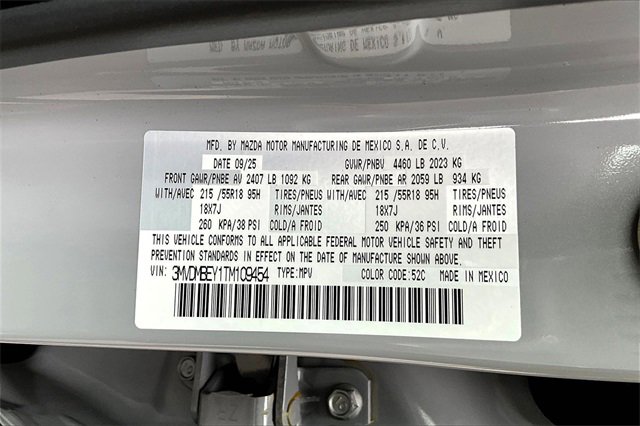 MFD. BY MAZDA MOTOR MANUFACTURING DE MEXICO S.A. DE C.V.
DATE 09/25 GVWR/PNBV 4460 LB 2023 KG
FRONT GAWR/PNBE AV 2407 LB 1092 KG REAR GAWR/PNBE AR 2059 LB 934 KG
WITH/AVEC 215 /55R18 95H TIRES/PNEUS WITH/AVEC 215 /55R18 95H TIRES/PNEUS
18X7J RIMS/JANTES 18X7J RIMS/JANTES
260 KPA/38 PSI COLD/A FROID 250 KPA/36 PSI COLD/A FROID
THIS VEHICLE CONFORMS TO ALL APPLICABLE FEDERAL MOTOR VEHICLE SAFETY AND THEFT
PREVENTION STANDARDS IN EFFECT ON THE DATE OF MANUFACTURE SHOWN ABOVE.
VIN: 3MVDMBEY1TM109454 TYPE: MPV COLOR CODE: 52C MADE IN MEXICO